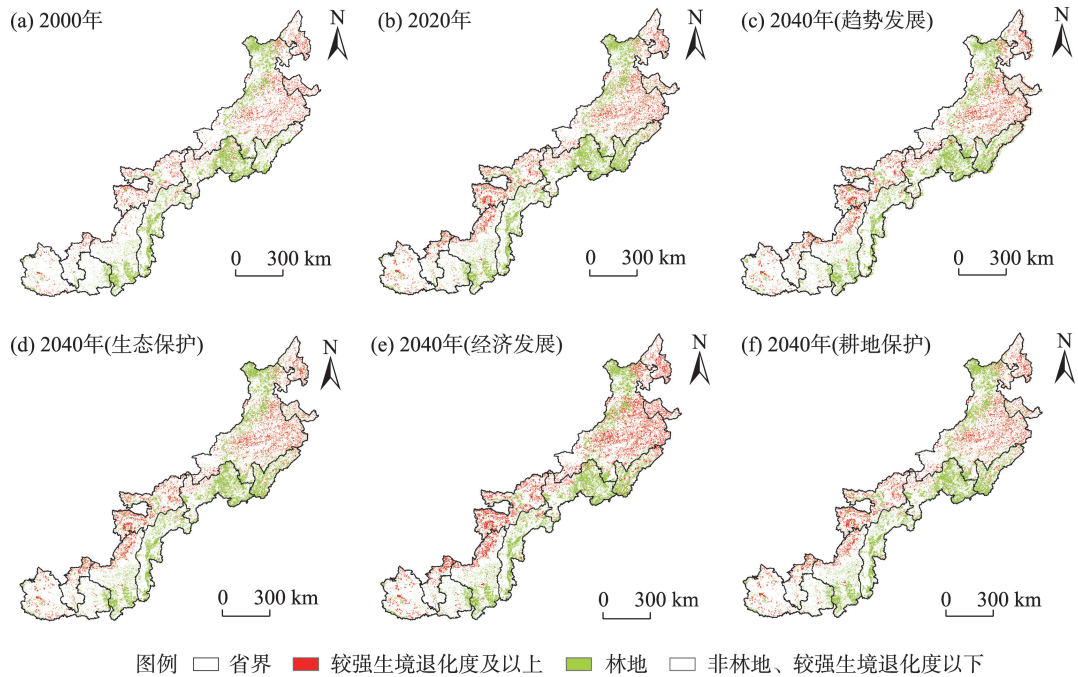 (a) 2000年
N
(b) 2020年
N
(c) 2040年(趋势发展)
N
0 300 km
0 300 km
0 300 km
(d) 2040年(生态保护)
N
(e) 2040年(经济发展)
N
(f) 2040年(耕地保护)
N
0 300 km
0 300 km
0 300 km
图例 省界 较强生境退化度及以上 林地 非林地、较强生境退化度以下